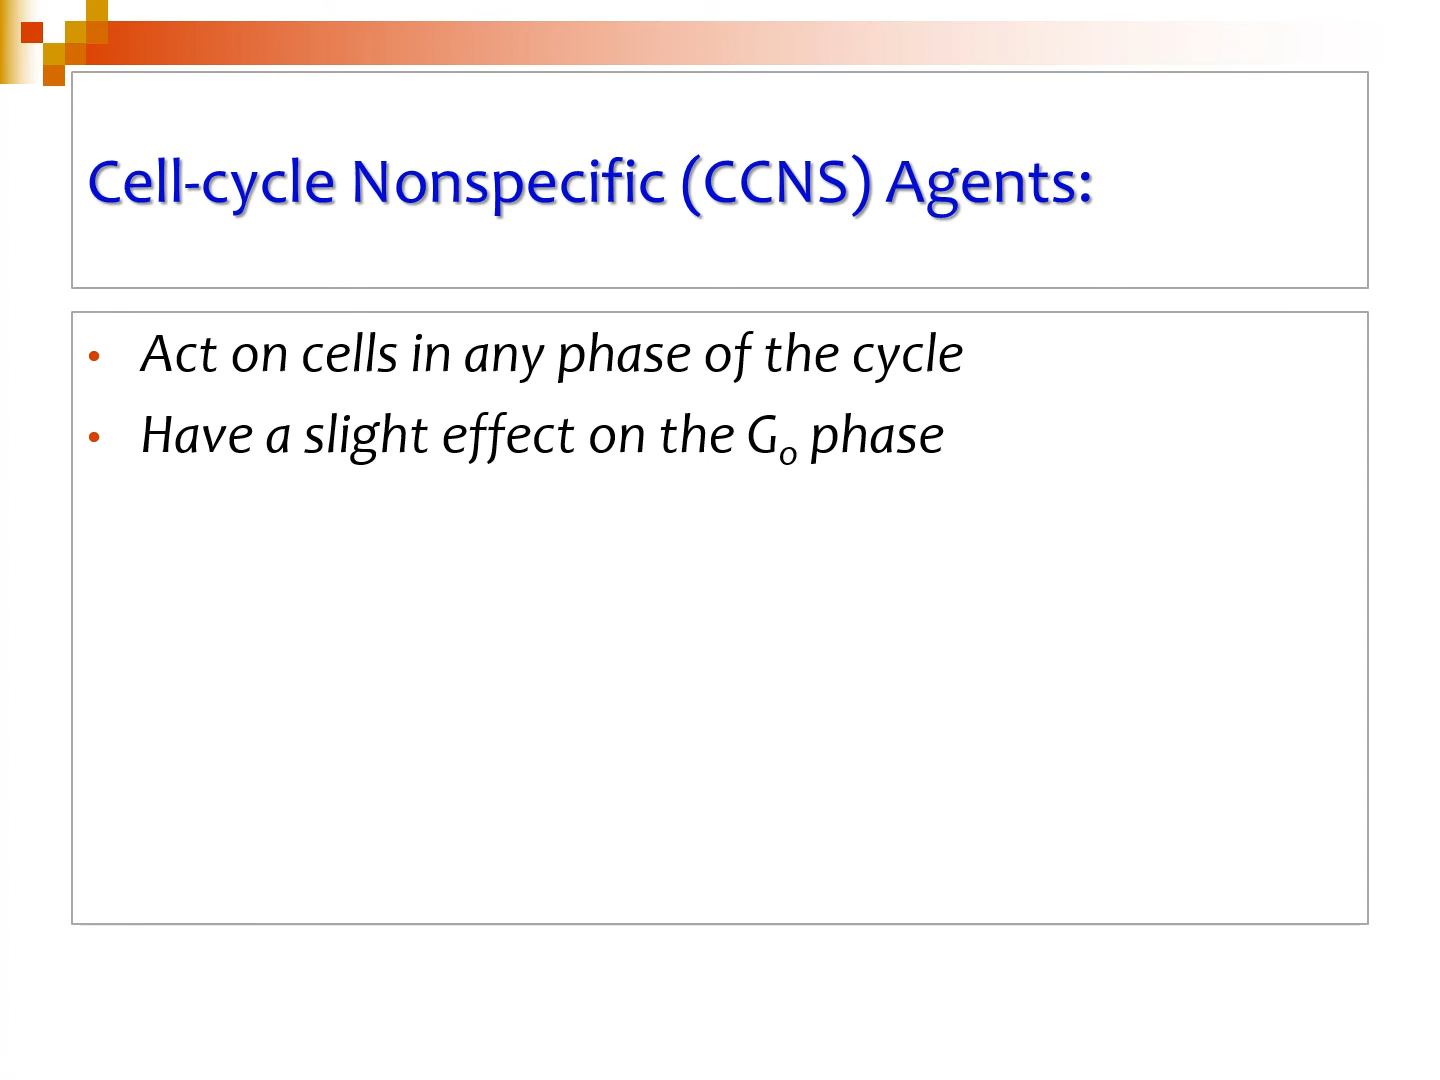 Cell-cycle Nonspecific (CCNS) Agents:
• Act on cells in any phase of the cycle
• Have a slight effect on the G₀ phase